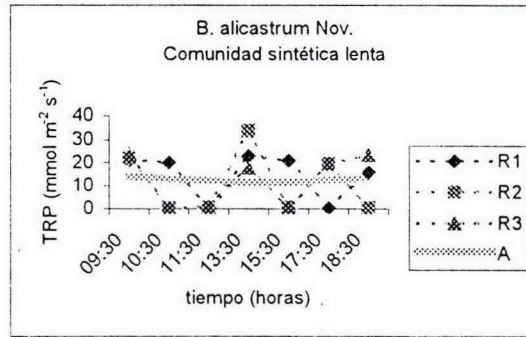 B. alicastrum Nov.
Comunidad sintética lenta
TRP (mmol m⁻² s⁻¹)
40
30
20
10
0
09:30
10:30
11:30
13:30
15:30
17:30
18:30
tiempo (horas)
R1
R2
R3
A